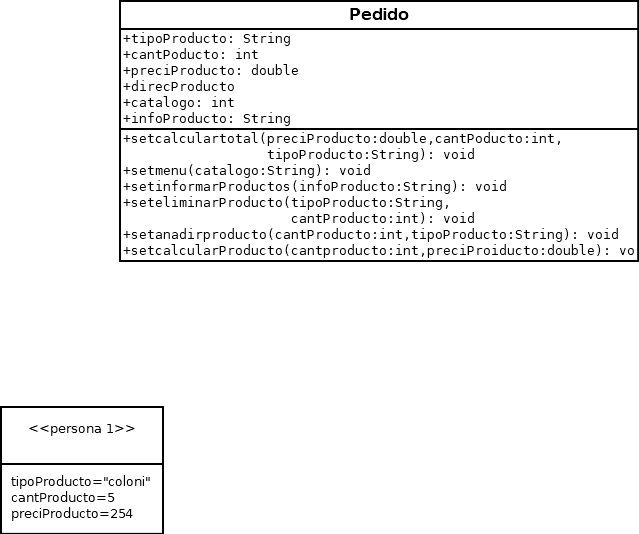 Pedido
+tipoProducto: String
+cantPoducto: int
+preciProducto: double
+direcProducto
+catalogo: int
+infoProducto: String
+setcalculartotal(preciProducto:double,cantPoducto:int,
tipoProducto:String): void
+setmenu(catalogo:String): void
+setinformarProductos(infoProducto:String): void
+seteliminarProducto(tipoProducto:String,
cantProducto:int): void
+setanadirproducto(cantProducto:int,tipoProducto:String): void
+setcalcularProducto(cantproducto:int,preciProiducto:double): vo
<<persona 1>>
tipoProducto="coloni"
cantProducto=5
preciProducto=254